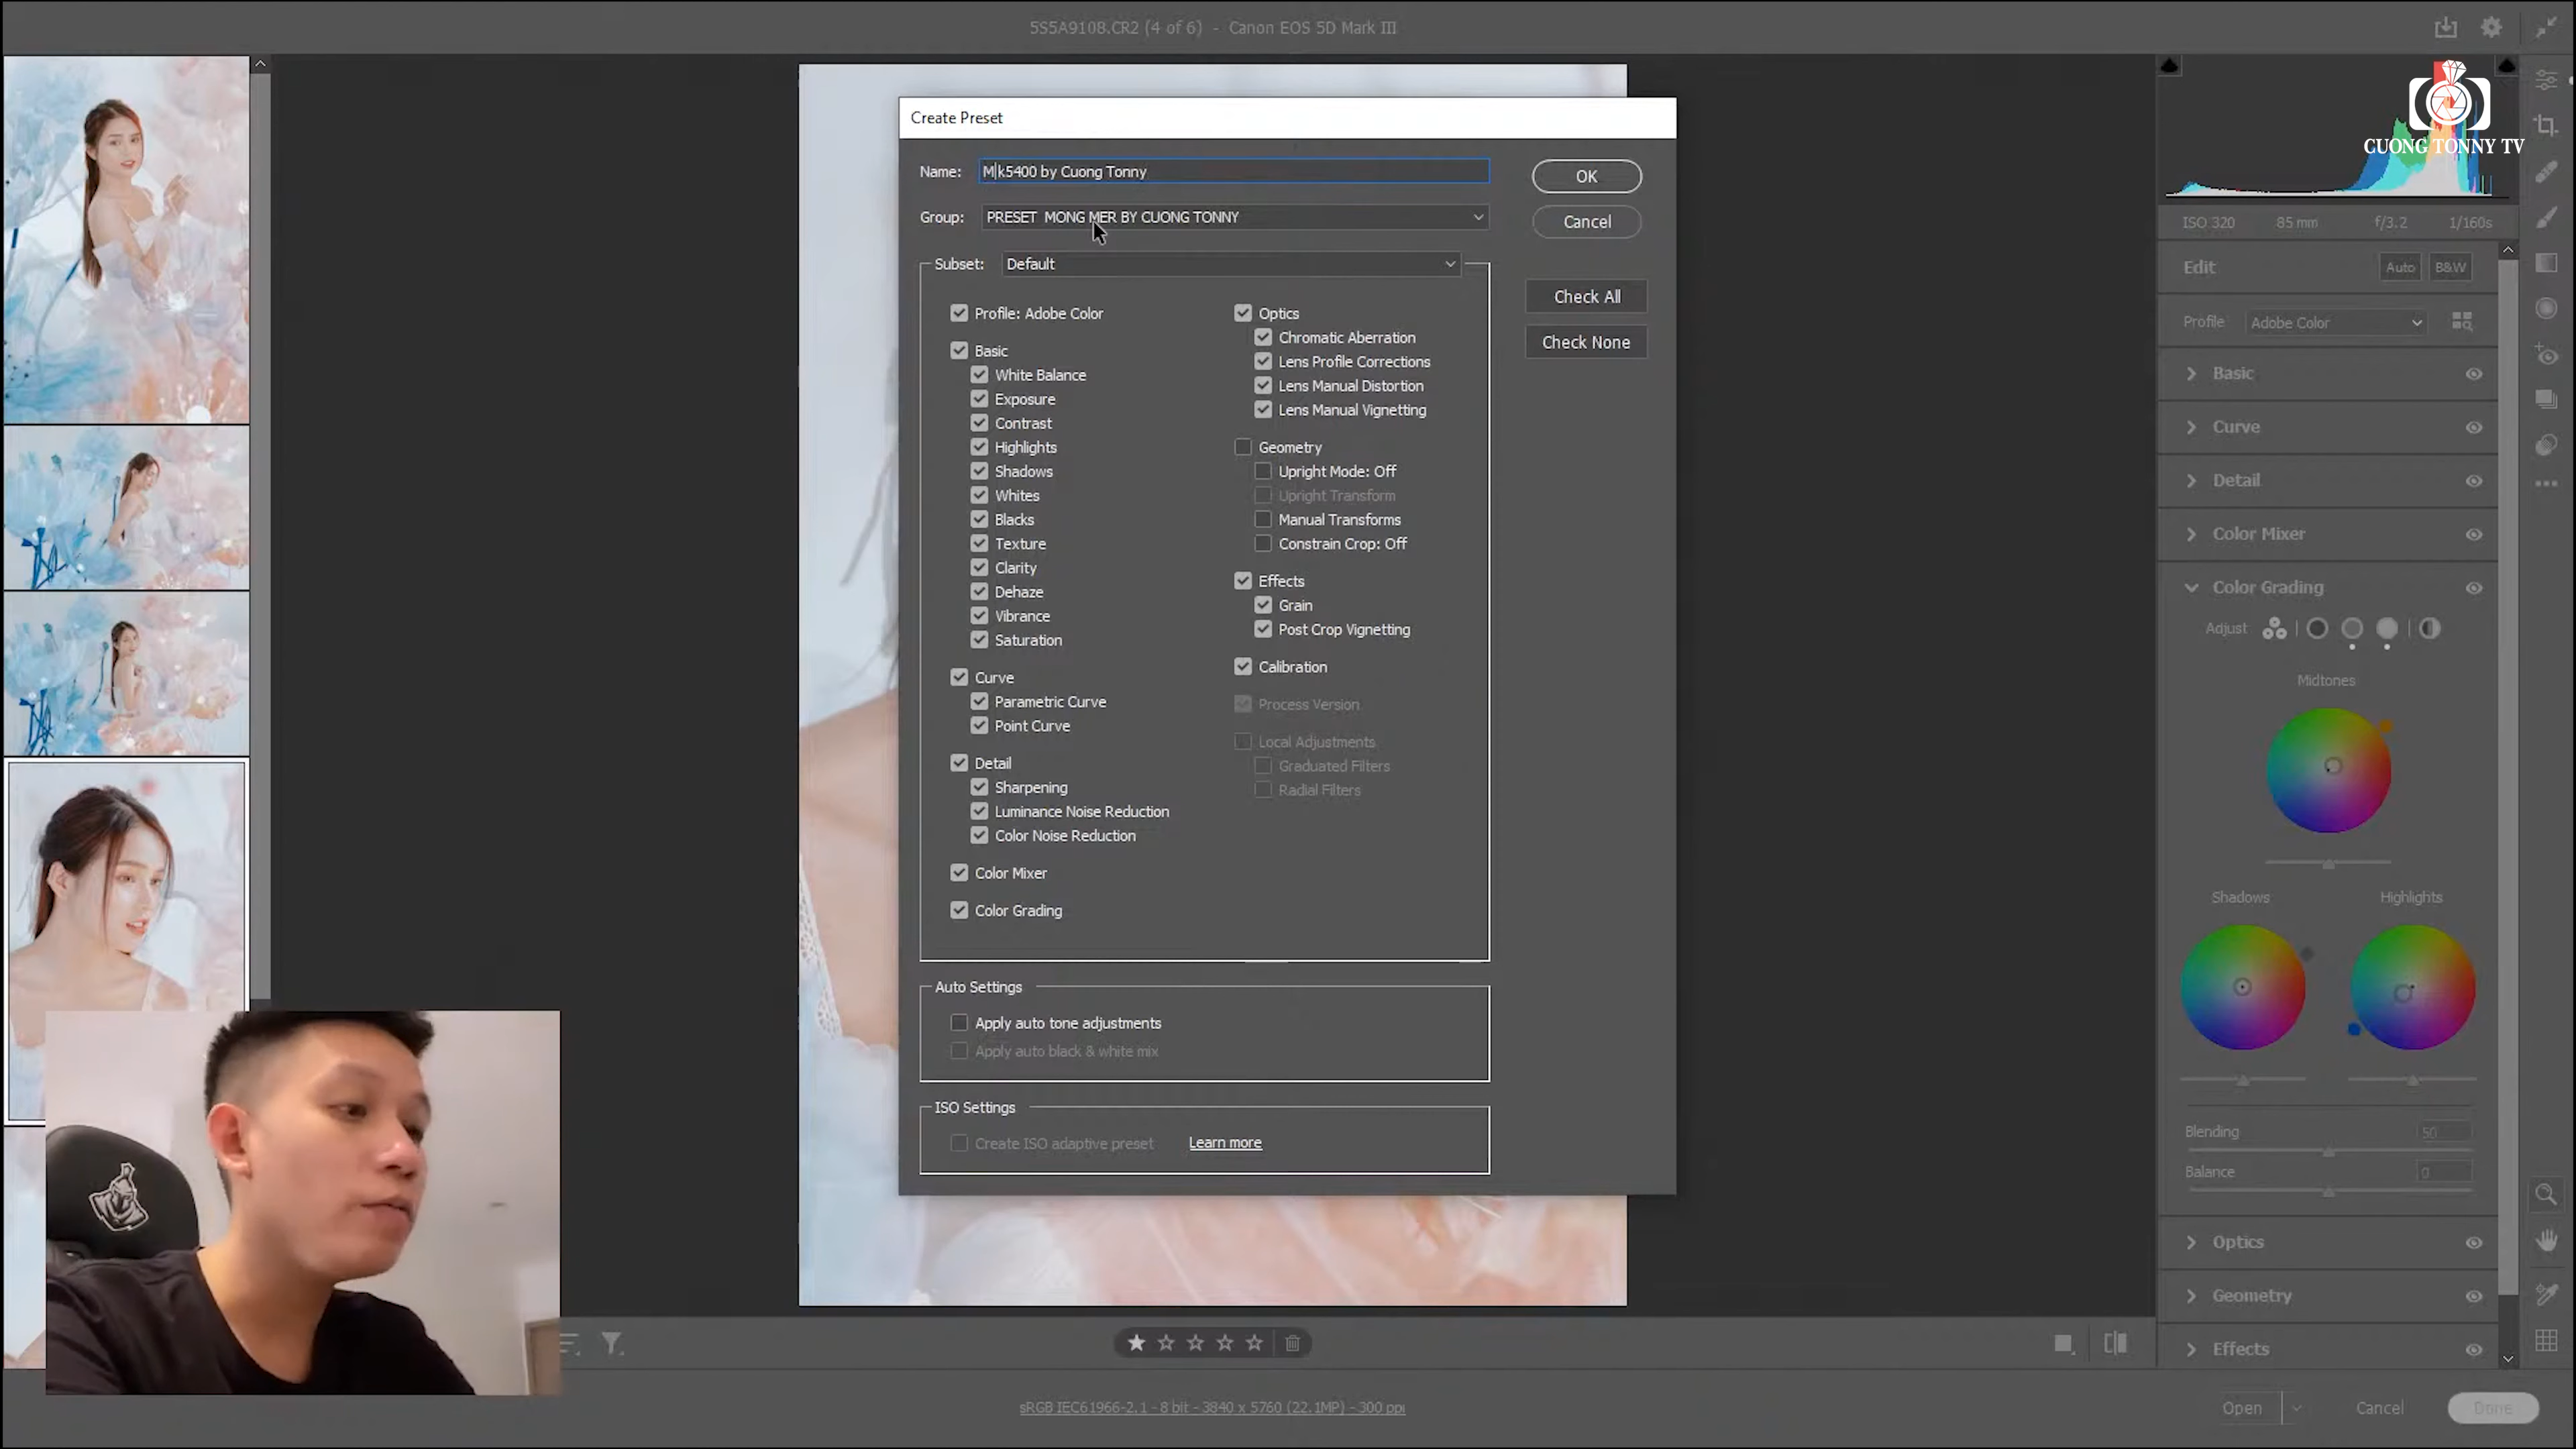 5S5A9108.CR2 (4 of 6) - Canon EOS 5D Mark III
CUONG TONNY TV
Create Preset
Name: Mk5400 by Cuong Tonny
OK
Group: PRESET MONG MER BY CUONG TONNY
Cancel
Subset: Default
Check All
Check None
Profile: Adobe Color
Basic
White Balance
Exposure
Contrast
Highlights
Shadows
Whites
Blacks
Texture
Clarity
Dehaze
Vibrance
Saturation
Curve
Parametric Curve
Point Curve
Detail
Sharpening
Luminance Noise Reduction
Color Noise Reduction
Color Mixer
Color Grading
Optics
Chromatic Aberration
Lens Profile Corrections
Lens Manual Distortion
Lens Manual Vignetting
Geometry
Upright Mode: Off
Upright Transform
Manual Transforms
Constrain Crop: Off
Effects
Grain
Post Crop Vignetting
Calibration
Process Version
Local Adjustments
Graduated Filters
Radial Filters
Auto Settings
Apply auto tone adjustments
Apply auto black & white mix
ISO Settings
Create ISO adaptive preset Learn more
ISO 320 85 mm f/3.2 1/160s
Edit Auto B&W
Profile Adobe Color
Basic
Curve
Detail
Color Mixer
Color Grading
Adjust
Midtones
Shadows Highlights
Blending 50
Balance 0
Optics
Geometry
Effects
sRGB IEC61966-2.1 - 8 bit - 3840 x 5760 (22.1MP) - 300 ppi
Open Cancel Done